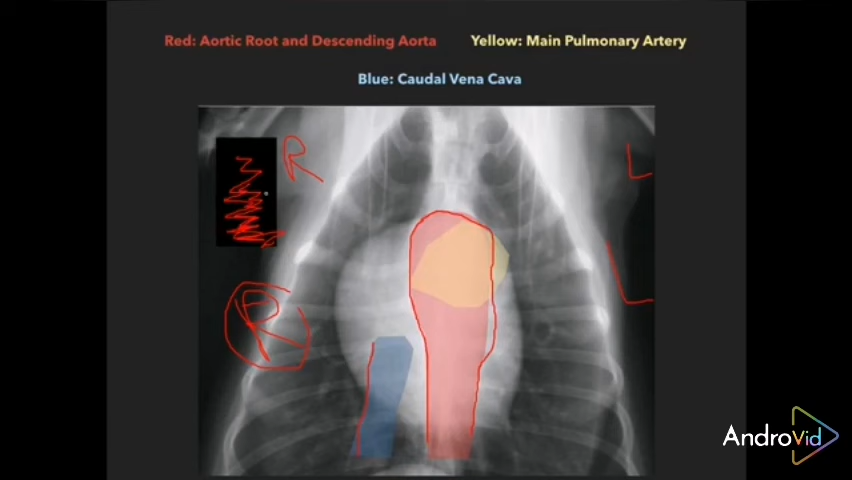 Red: Aortic Root and Descending Aorta Yellow: Main Pulmonary Artery
Blue: Caudal Vena Cava
R L
R L
AndroVid